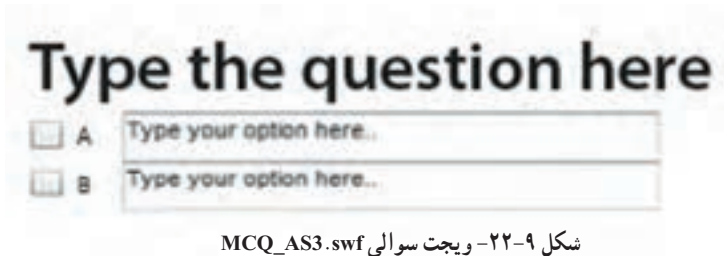 Type the question here
A Type your option here..
B Type your option here..
شکل ۹-۲۲- ویجت سوالی MCQ_AS3.swf